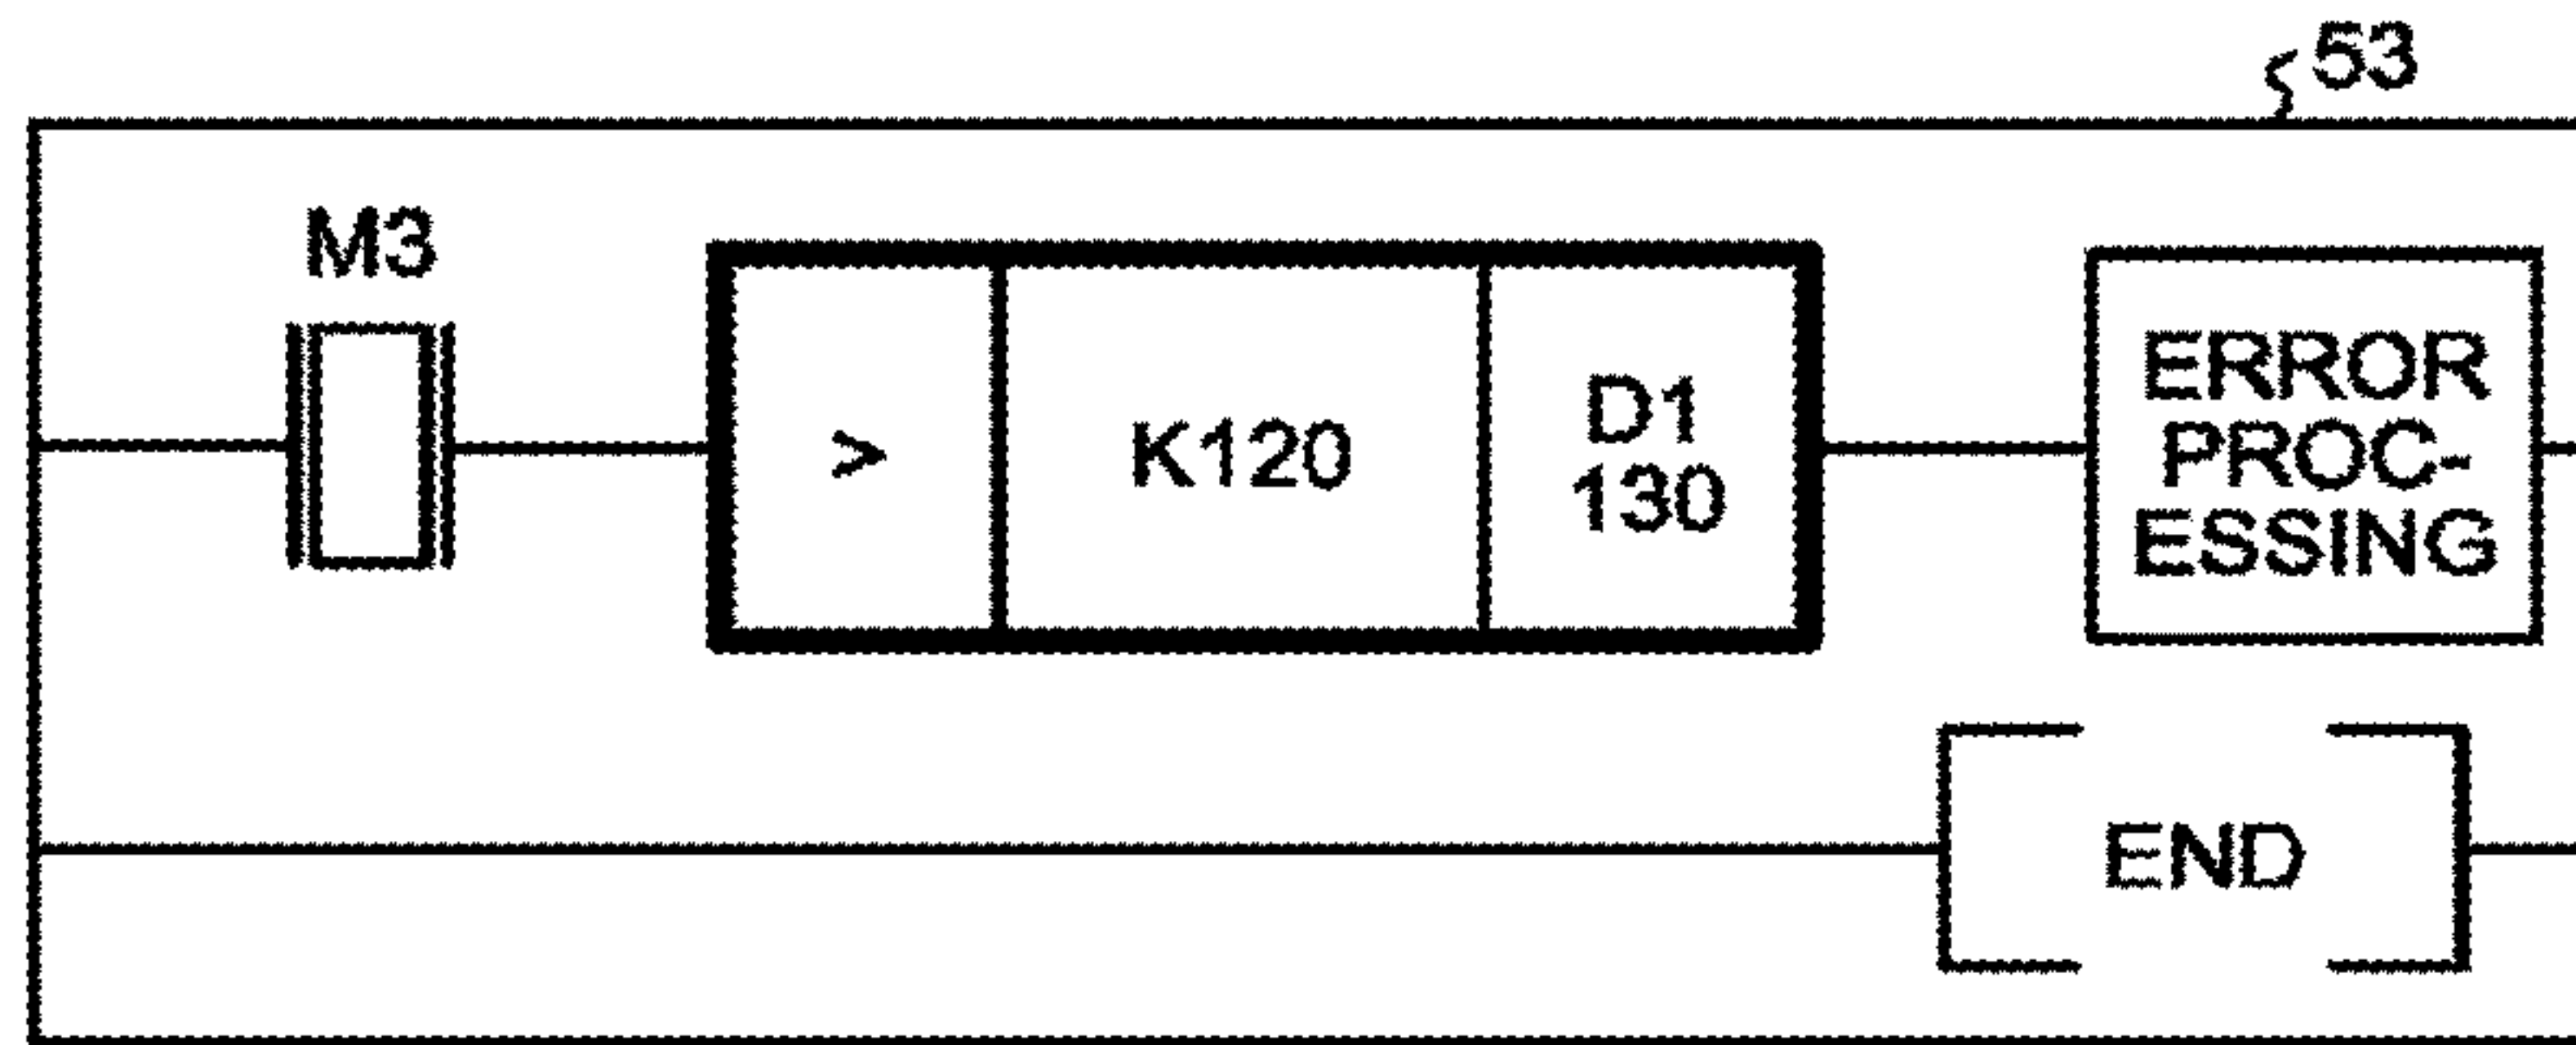 53
M3
> K120 D1
130
ERROR
PROC-
ESSING
END